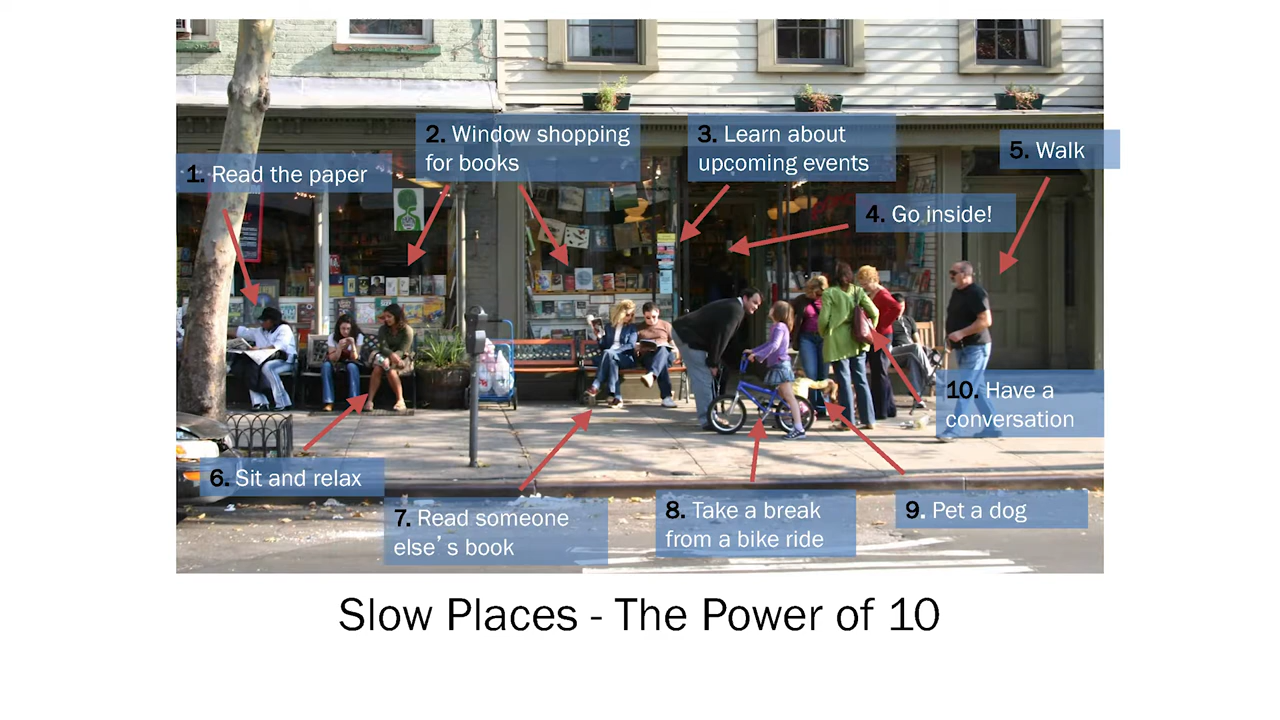 1. Read the paper
2. Window shopping
for books
3. Learn about
upcoming events
4. Go inside!
5. Walk
6. Sit and relax
7. Read someone
else's book
8. Take a break
from a bike ride
9. Pet a dog
10. Have a
conversation
Slow Places - The Power of 10